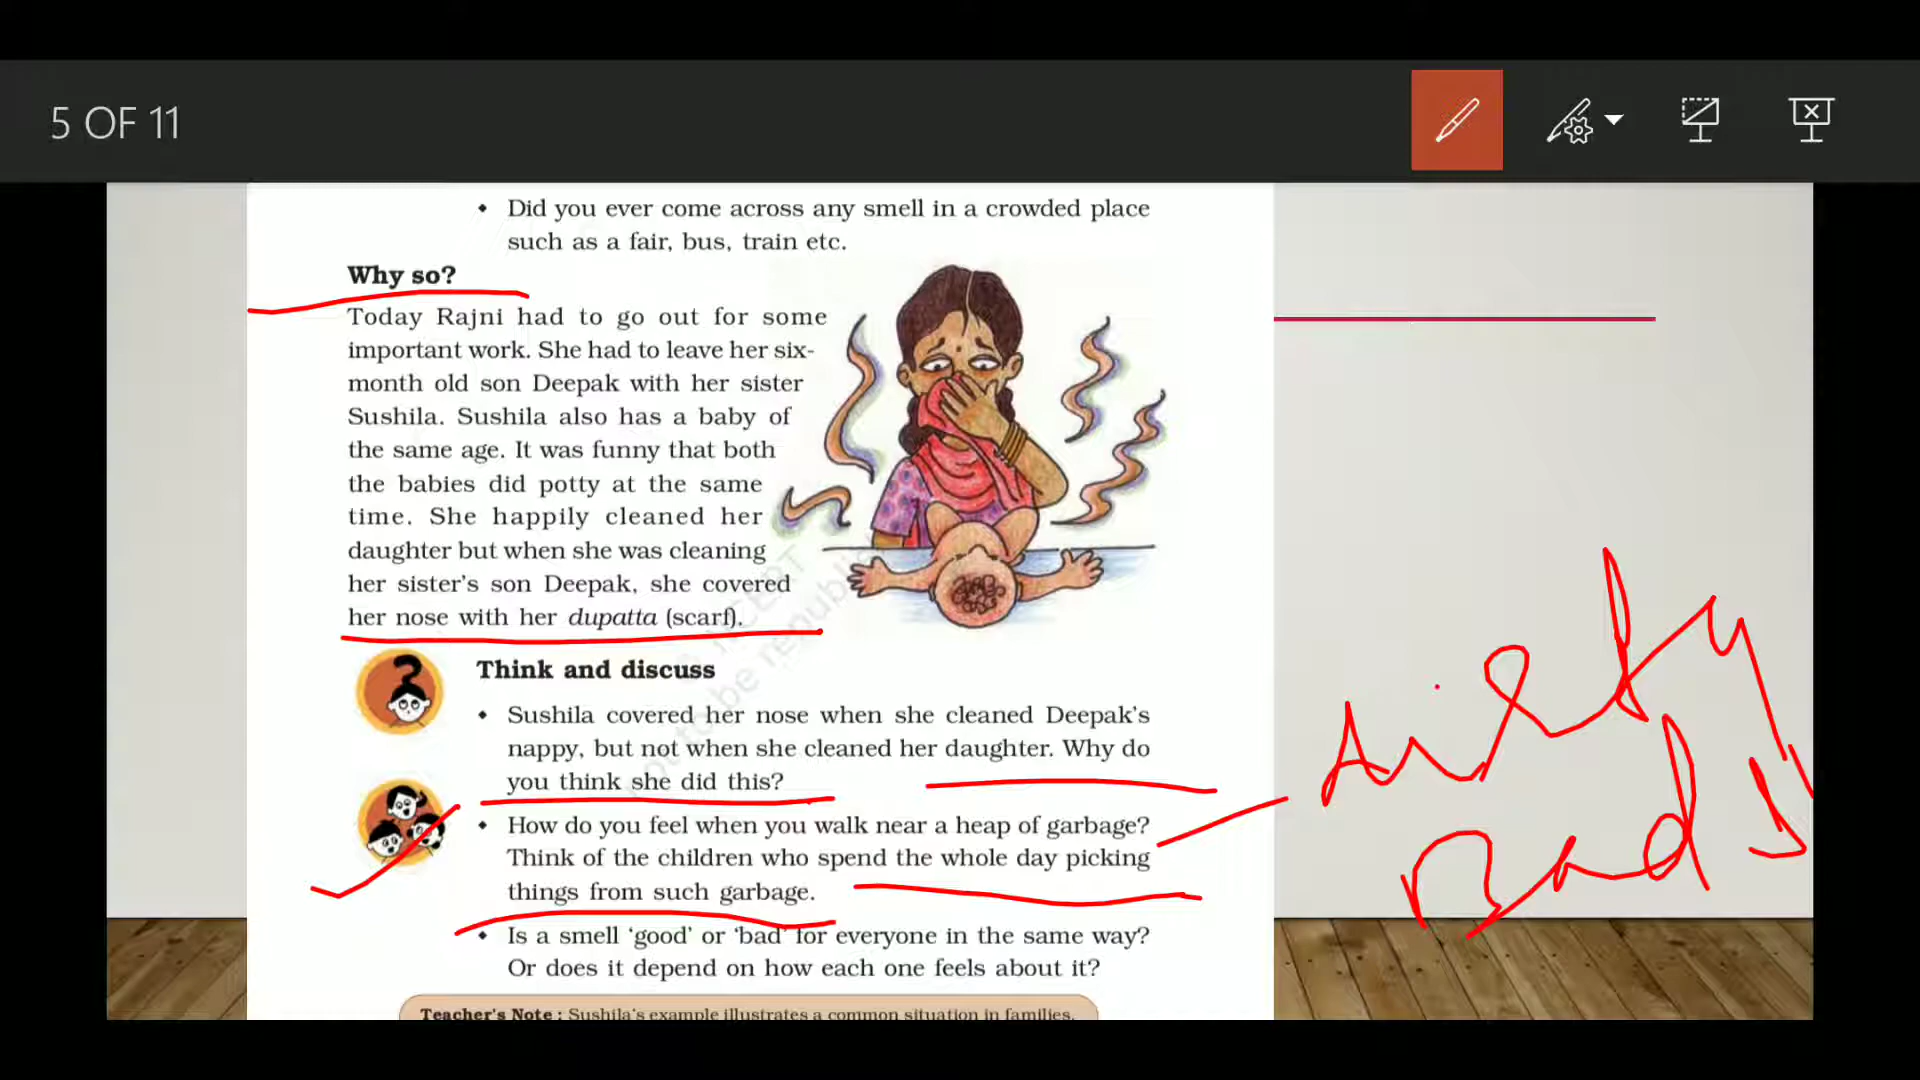 5 OF 11
• Did you ever come across any smell in a crowded place
such as a fair, bus, train etc.
Why so?
Today Rajni had to go out for some
important work. She had to leave her six-
month old son Deepak with her sister
Sushila. Sushila also has a baby of
the same age. It was funny that both
the babies did potty at the same
time. She happily cleaned her
daughter but when she was cleaning
her sister's son Deepak, she covered
her nose with her dupatta (scarf).
Think and discuss
• Sushila covered her nose when she cleaned Deepak's
nappy, but not when she cleaned her daughter. Why do
you think she did this?
• How do you feel when you walk near a heap of garbage?
Think of the children who spend the whole day picking
things from such garbage.
• Is a smell 'good' or 'bad' for everyone in the same way?
Or does it depend on how each one feels about it?
Teacher's Note : Sushila's example illustrates a common situation in families.
Bad